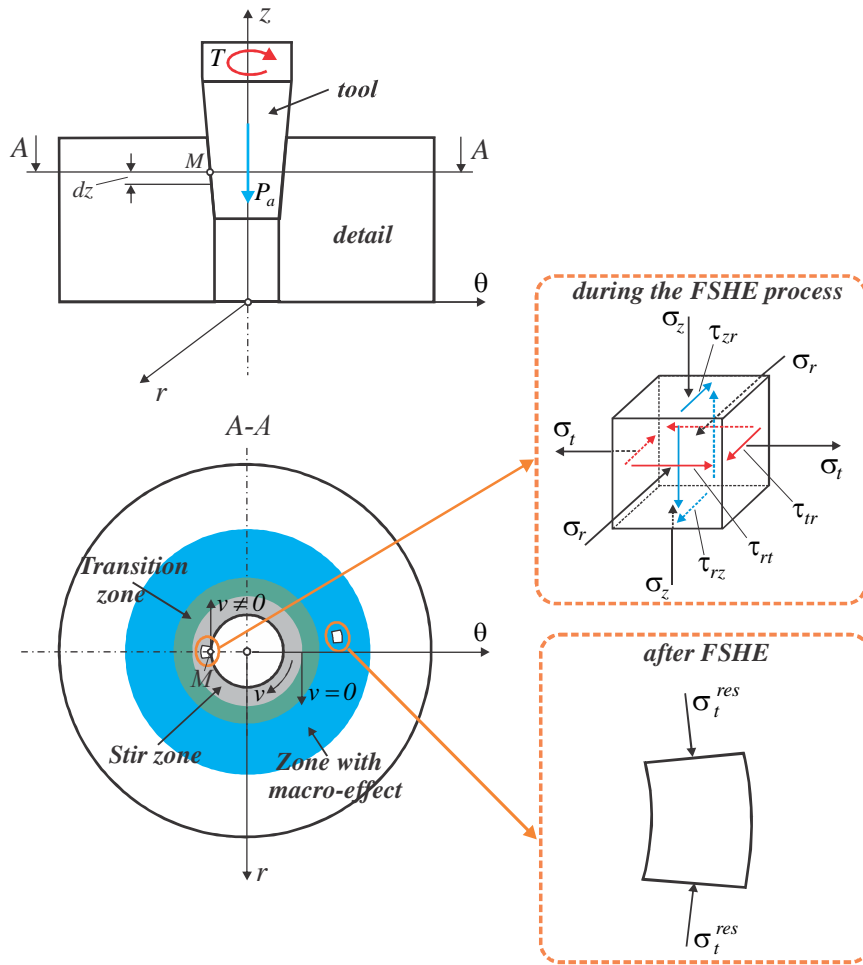 z
T
tool
A
M
A
dz
P_a
detail
θ
r
during the FSHE process
σ_z
τ_zr
σ_r
σ_t
σ_t
σ_r
τ_tr
τ_rt
τ_rz
σ_z
A-A
Transition
zone
v≠0
θ
M
v
v=0
Stir zone
Zone with
macro-effect
r
after FSHE
σ_t^res
σ_t^res